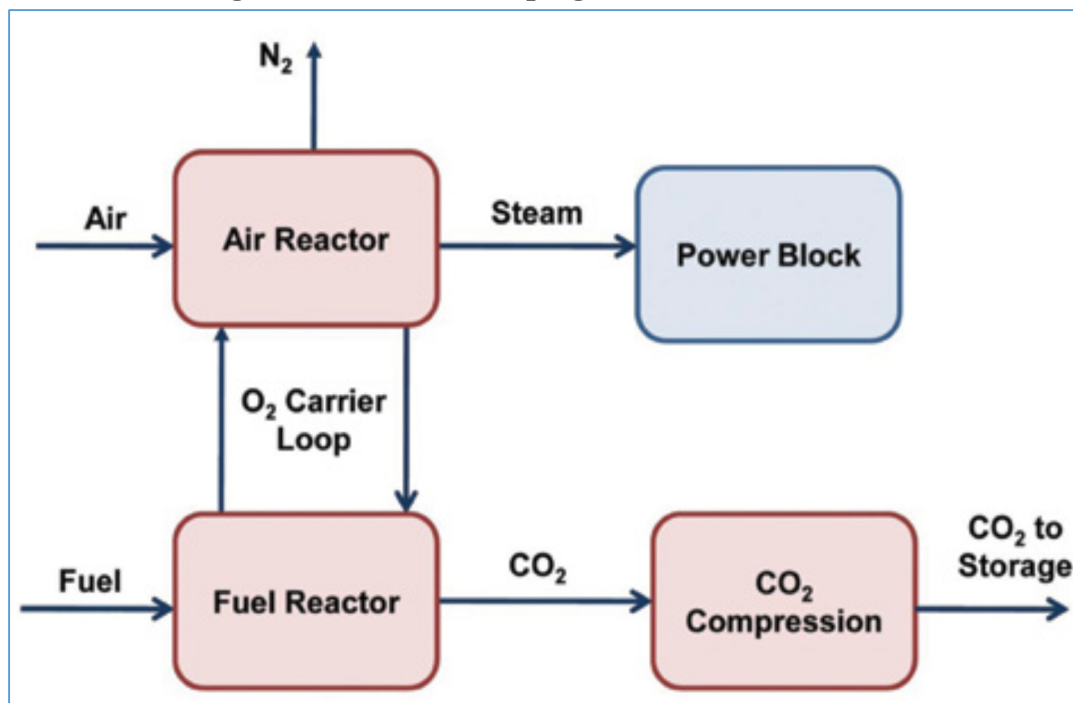 N₂
Air
Air Reactor
Steam
Power Block
O₂ Carrier
Loop
Fuel
Fuel Reactor
CO₂
CO₂
Compression
CO₂ to
Storage